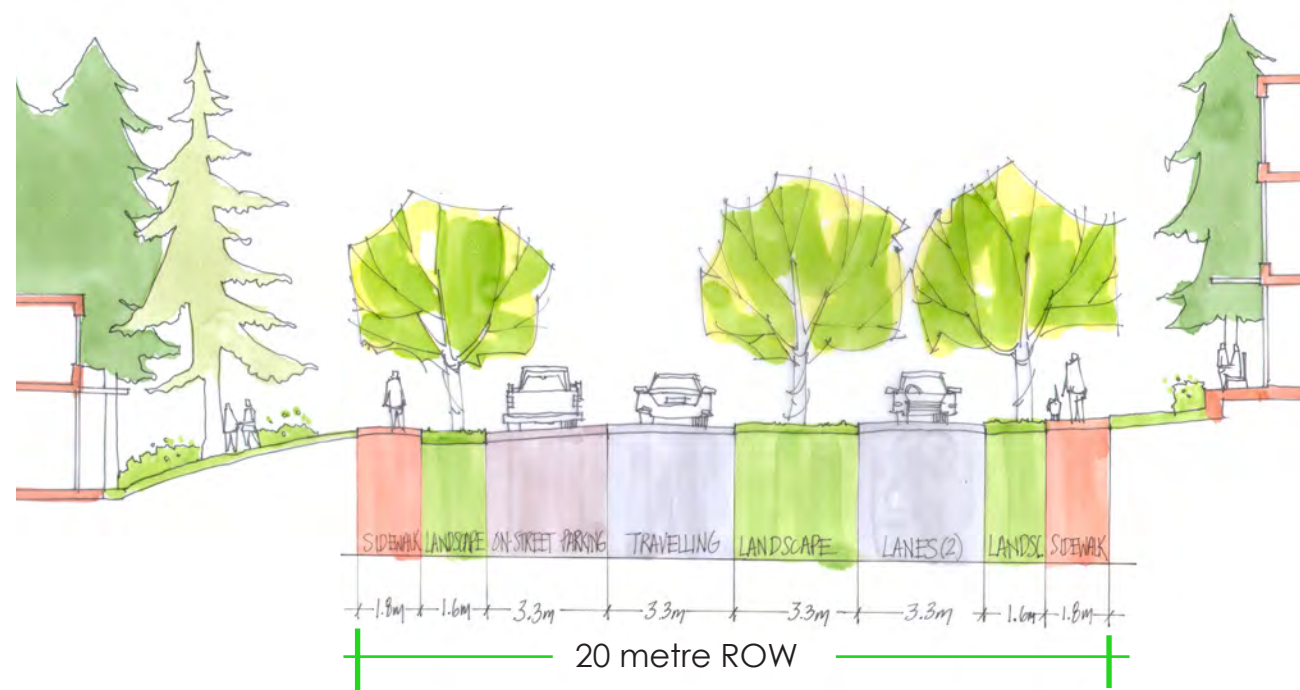 SIDEWALK LANDSCAPE ON-STREET PARKING TRAVELLING LANDSCAPE LANES (2) LANDSC. SIDEWALK
1.8m 1.6m 3.3m 3.3m 3.3m 3.3m 1.6m 1.8m
20 metre ROW